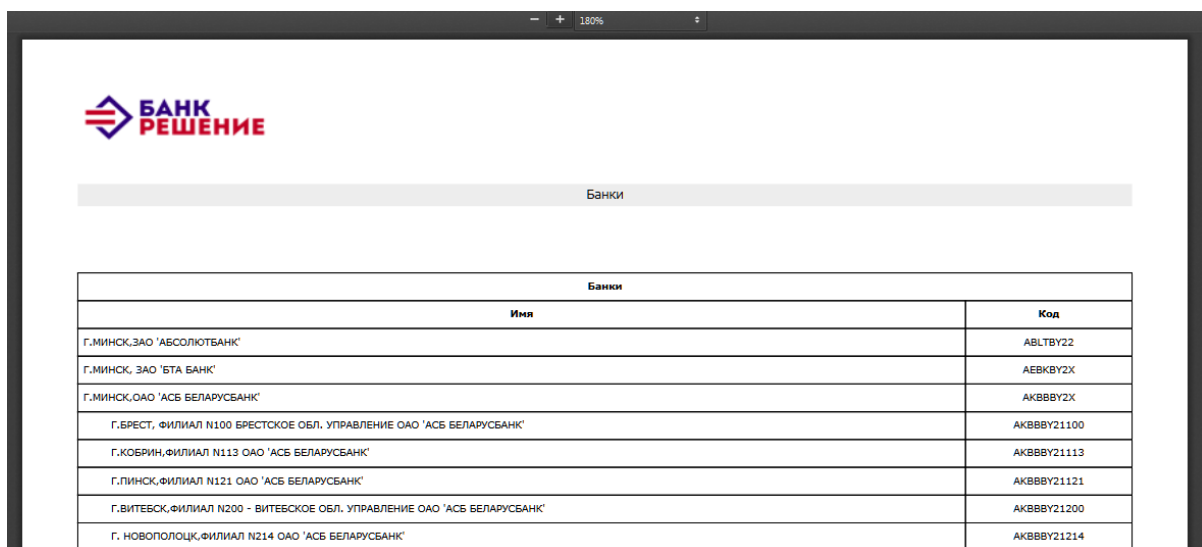 − + 180%
БАНК
РЕШЕНИЕ
Банки
Банки
Имя Код
Г.МИНСК,ЗАО 'АБСОЛЮТБАНК' ABLTBY22
Г.МИНСК, ЗАО 'БТА БАНК' AEBKBY2X
Г.МИНСК,ОАО 'АСБ БЕЛАРУСБАНК' AKBBBY2X
Г.БРЕСТ, ФИЛИАЛ N100 БРЕСТСКОЕ ОБЛ. УПРАВЛЕНИЕ ОАО 'АСБ БЕЛАРУСБАНК' AKBBBY21100
Г.КОБРИН,ФИЛИАЛ N113 ОАО 'АСБ БЕЛАРУСБАНК' AKBBBY21113
Г.ПИНСК,ФИЛИАЛ N121 ОАО 'АСБ БЕЛАРУСБАНК' AKBBBY21121
Г.ВИТЕБСК,ФИЛИАЛ N200 - ВИТЕБСКОЕ ОБЛ. УПРАВЛЕНИЕ ОАО 'АСБ БЕЛАРУСБАНК' AKBBBY21200
Г. НОВОПОЛОЦК,ФИЛИАЛ N214 ОАО 'АСБ БЕЛАРУСБАНК' AKBBBY21214